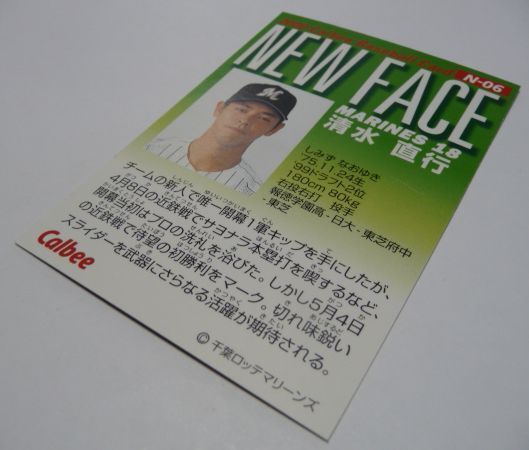 2000 Calbee Baseball Card
N-06
NEW FACE
MARINES 18
清水 直行
しみず なおゆき
'75.11.24生
'99ドラフト2位
180cm 80kg
右投右打 投手
報徳学園高-日大-東芝府中
-東芝
チームの新人で唯一開幕1軍キップを手にしたが、
4月8日の近鉄戦でサヨナラ本塁打を喫するなど、
開幕当初はプロの洗礼を浴びた。しかし5月4日
の近鉄戦で待望の初勝利をマーク。切れ味鋭い
スライダーを武器にさらなる活躍が期待される。
Calbee
©千葉ロッテマリーンズ